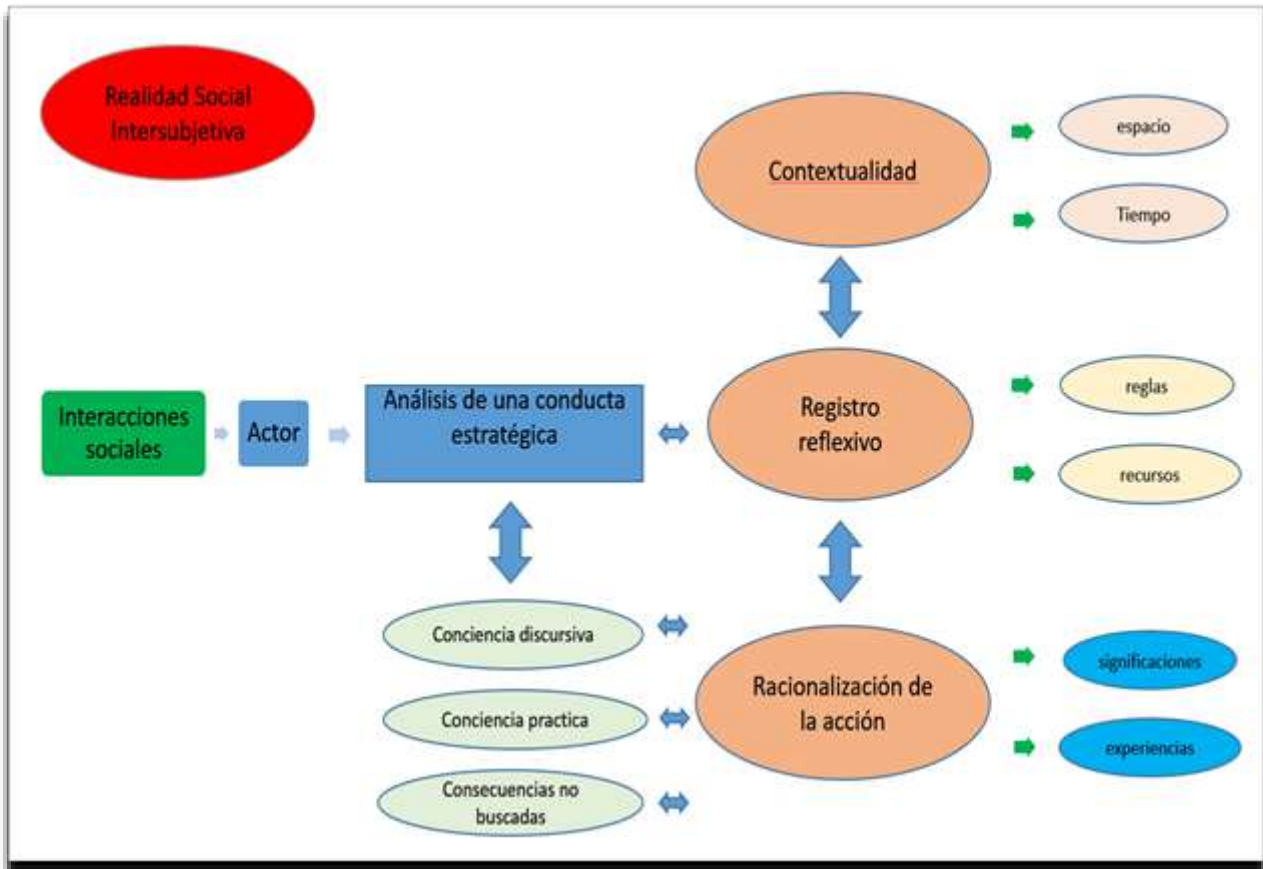 Realidad Social
Intersubjetiva
Contextualidad
espacio
Tiempo
Interacciones
sociales
Actor
Análisis de una conducta
estratégica
Registro
reflexivo
reglas
recursos
Conciencia discursiva
Conciencia practica
Consecuencias no
buscadas
Racionalización de
la acción
significaciones
experiencias